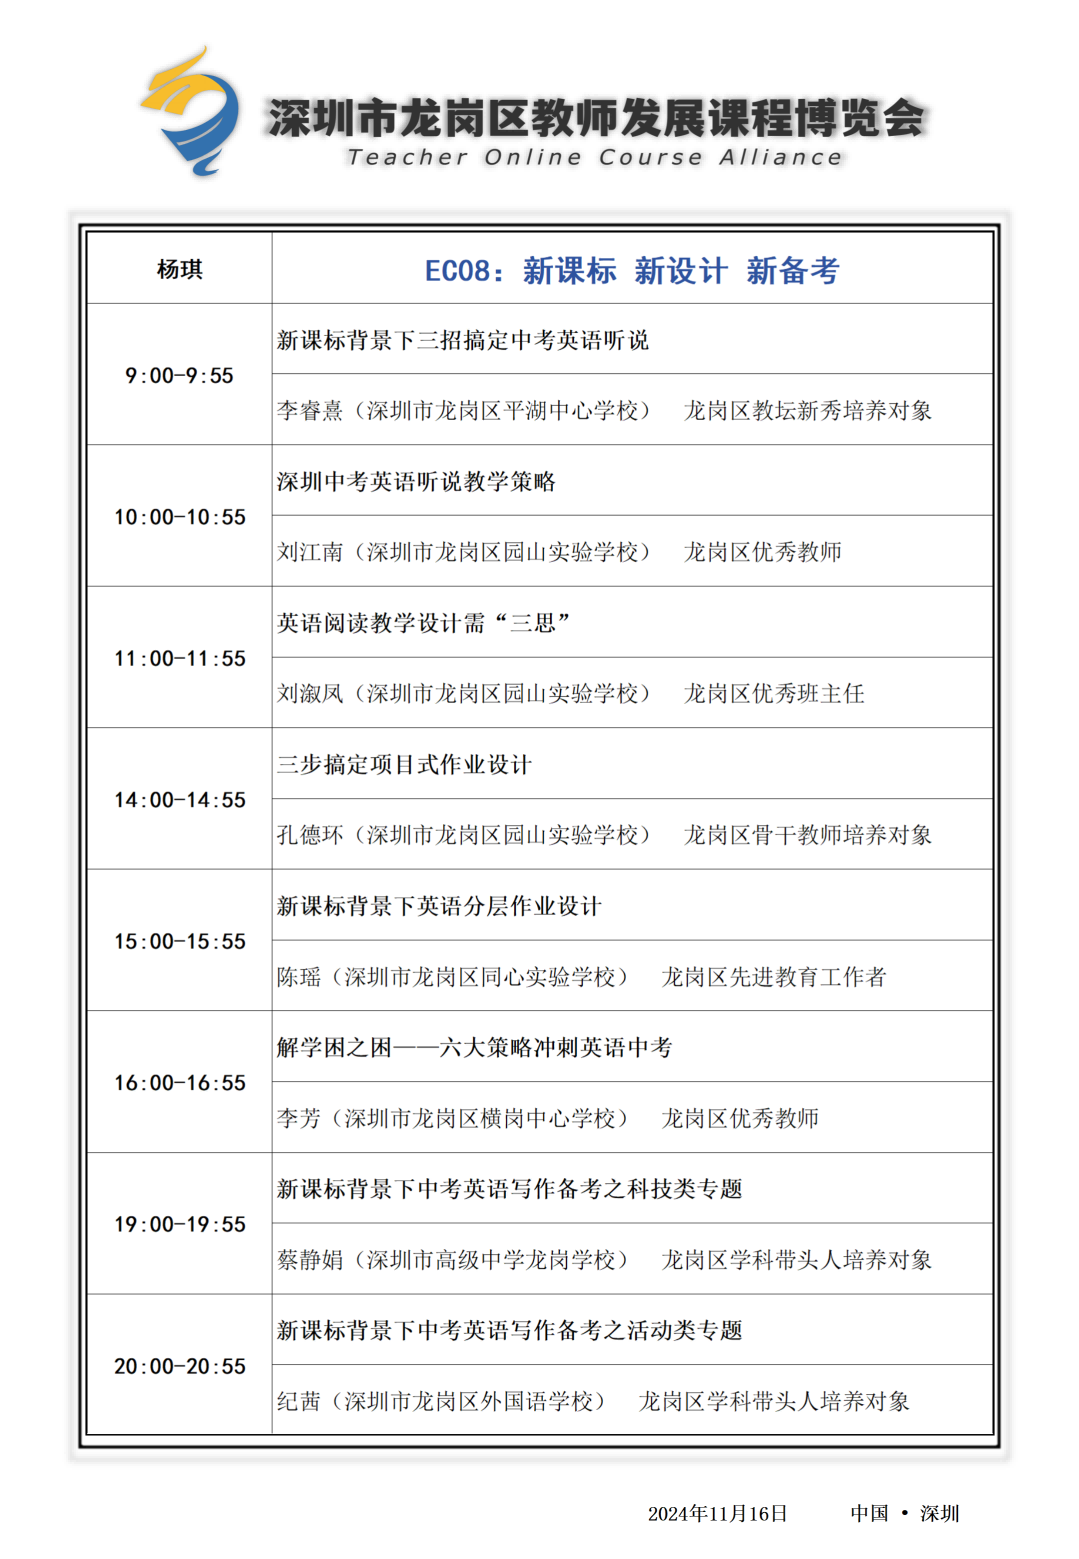 深圳市龙岗区教师发展课程博览会
Teacher Online Course Alliance
杨琪
EC08：新课标 新设计 新备考
9:00-9:55
新课标背景下三招搞定中考英语听说
李睿熹（深圳市龙岗区平湖中心学校） 龙岗区教坛新秀培养对象
10:00-10:55
深圳中考英语听说教学策略
刘江南（深圳市龙岗区园山实验学校） 龙岗区优秀教师
11:00-11:55
英语阅读教学设计需“三思”
刘溆凤（深圳市龙岗区园山实验学校） 龙岗区优秀班主任
14:00-14:55
三步搞定项目式作业设计
孔德环（深圳市龙岗区园山实验学校） 龙岗区骨干教师培养对象
15:00-15:55
新课标背景下英语分层作业设计
陈瑶（深圳市龙岗区同心实验学校） 龙岗区先进教育工作者
16:00-16:55
解学困之困——六大策略冲刺英语中考
李芳（深圳市龙岗区横岗中心学校） 龙岗区优秀教师
19:00-19:55
新课标背景下中考英语写作备考之科技类专题
蔡静娟（深圳市高级中学龙岗学校） 龙岗区学科带头人培养对象
20:00-20:55
新课标背景下中考英语写作备考之活动类专题
纪茜（深圳市龙岗区外国语学校） 龙岗区学科带头人培养对象
2024年11月16日 中国 • 深圳